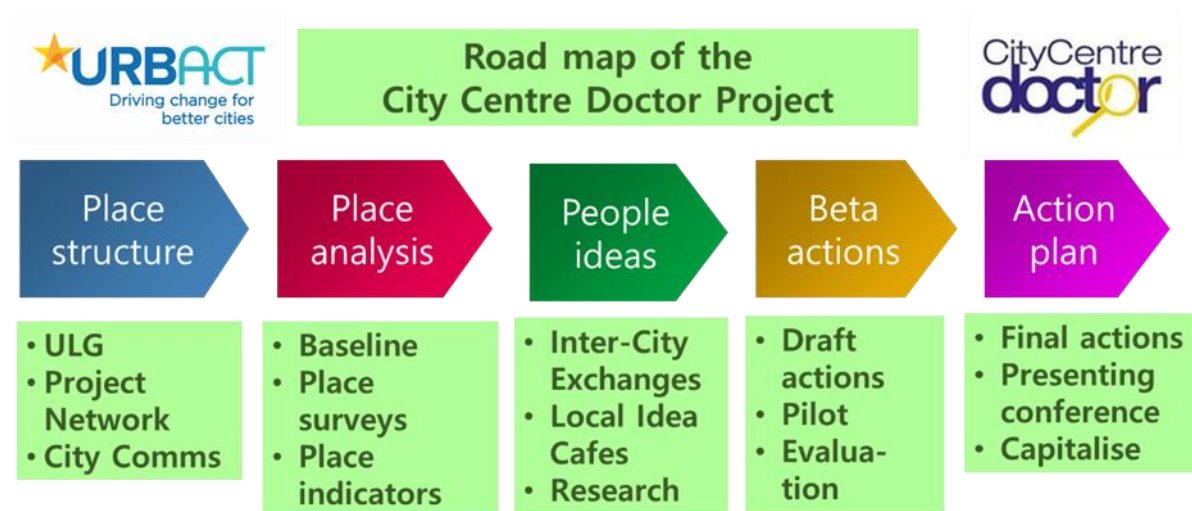 URBACT
Driving change for
better cities
Road map of the
City Centre Doctor Project
CityCentre
doctor
Place
structure
Place
analysis
People
ideas
Beta
actions
Action
plan
• ULG
• Project
Network
• City Comms
• Baseline
• Place
surveys
• Place
indicators
• Inter-City
Exchanges
• Local Idea
Cafes
• Research
• Draft
actions
• Pilot
• Evalua-
tion
• Final actions
• Presenting
conference
• Capitalise